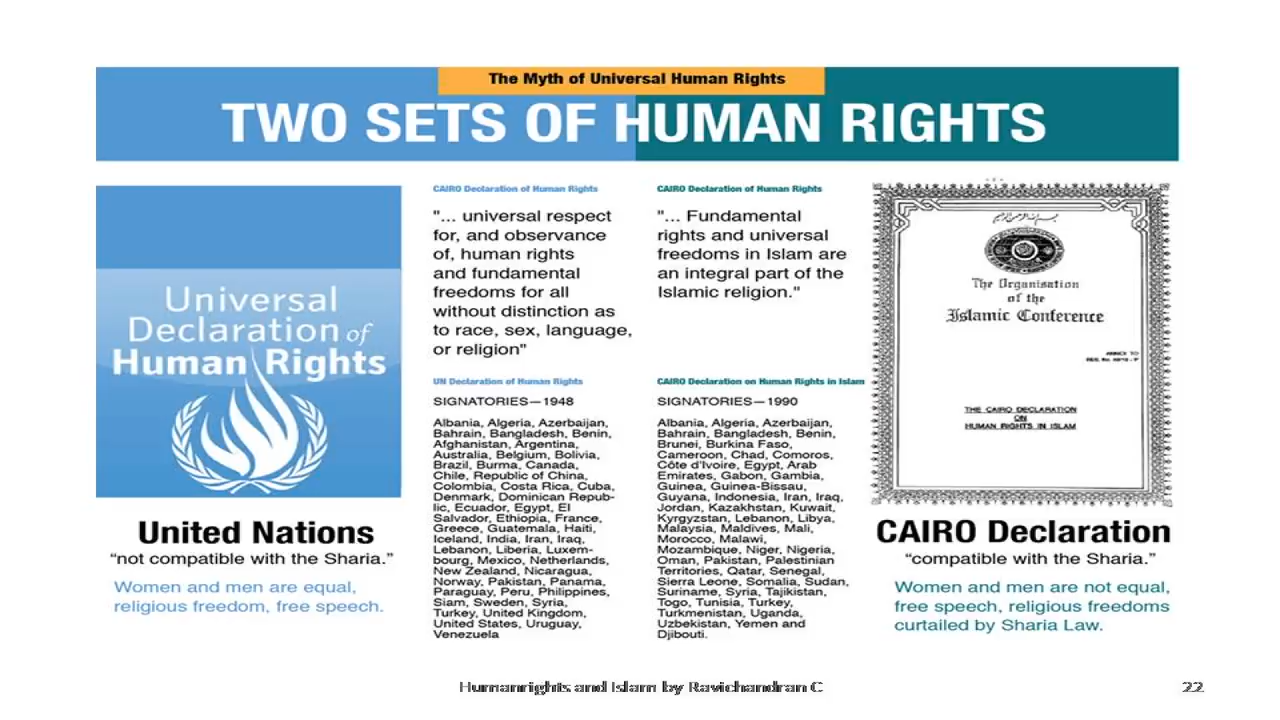 The Myth of Universal Human Rights
TWO SETS OF HUMAN RIGHTS
Universal
Declaration of
Human Rights
United Nations
“not compatible with the Sharia.”
Women and men are equal,
religious freedom, free speech.
CAIRO Declaration of Human Rights
"... universal respect
for, and observance
of, human rights
and fundamental
freedoms for all
without distinction as
to race, sex, language,
or religion"
UN Declaration of Human Rights
SIGNATORIES—1948
Albania, Algeria, Azerbaijan,
Bahrain, Bangladesh, Benin,
Afghanistan, Argentina,
Australia, Belgium, Bolivia,
Brazil, Burma, Canada,
Chile, Republic of China,
Colombia, Costa Rica, Cuba,
Denmark, Dominican Repub-
lic, Ecuador, Egypt, El
Salvador, Ethiopia, France,
Greece, Guatemala, Haiti,
Iceland, India, Iran, Iraq,
Lebanon, Liberia, Luxem-
bourg, Mexico, Netherlands,
New Zealand, Nicaragua,
Norway, Pakistan, Panama,
Paraguay, Peru, Philippines,
Siam, Sweden, Syria,
Turkey, United Kingdom,
United States, Uruguay,
Venezuela
CAIRO Declaration of Human Rights
"... Fundamental
rights and universal
freedoms in Islam are
an integral part of the
Islamic religion."
CAIRO Declaration on Human Rights in Islam
SIGNATORIES—1990
Albania, Algeria, Azerbaijan,
Bahrain, Bangladesh, Benin,
Brunei, Burkina Faso,
Cameroon, Chad, Comoros,
Côte d'Ivoire, Egypt, Arab
Emirates, Gabon, Gambia,
Guinea, Guinea-Bissau,
Guyana, Indonesia, Iran, Iraq,
Jordan, Kazakhstan, Kuwait,
Kyrgyzstan, Lebanon, Libya,
Malaysia, Maldives, Mali,
Morocco, Malawi,
Mozambique, Niger, Nigeria,
Oman, Pakistan, Palestinian
Territories, Qatar, Senegal,
Sierra Leone, Somalia, Sudan,
Suriname, Syria, Tajikistan,
Togo, Tunisia, Turkey,
Turkmenistan, Uganda,
Uzbekistan, Yemen and
Djibouti.
The Organisation
of the
Islamic Conference
ANNEX TO
THE CAIRO DECLARATION
ON
HUMAN RIGHTS IN ISLAM
CAIRO Declaration
“compatible with the Sharia.”
Women and men are not equal,
free speech, religious freedoms
curtailed by Sharia Law.
Humanrights and Islam by Ravichandran C
22